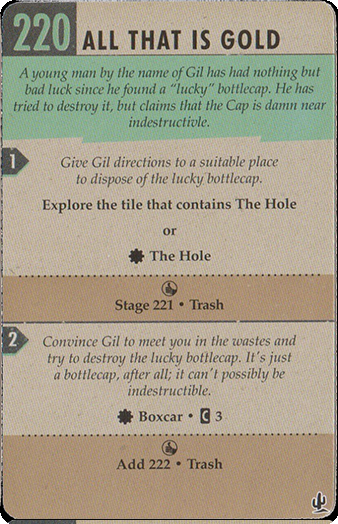 220 ALL THAT IS GOLD
A young man by the name of Gil has had nothing but
bad luck since he found a "lucky" bottlecap. He has
tried to destroy it, but claims that the Cap is damn near
indestructible.
1
Give Gil directions to a suitable place
to dispose of the lucky bottlecap.
Explore the tile that contains The Hole
or
The Hole
Stage 221 • Trash
2
Convince Gil to meet you in the wastes and
try to destroy the lucky bottlecap. It's just
a bottlecap, after all; it can't possibly be
indestructible.
Boxcar • C 3
Add 222 • Trash